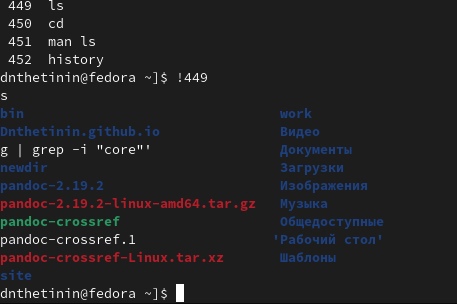 449 ls
450 cd
451 man ls
452 history
dnthetinin@fedora ~]$ !449
s
bin work
Dnthetinin.github.io Видео
g | grep -i "core"' Документы
newdir Загрузки
pandoc-2.19.2 Изображения
pandoc-2.19.2-linux-amd64.tar.gz Музыка
pandoc-crossref Общедоступные
pandoc-crossref.1 'Рабочий стол'
pandoc-crossref-Linux.tar.xz Шаблоны
site
dnthetinin@fedora ~]$